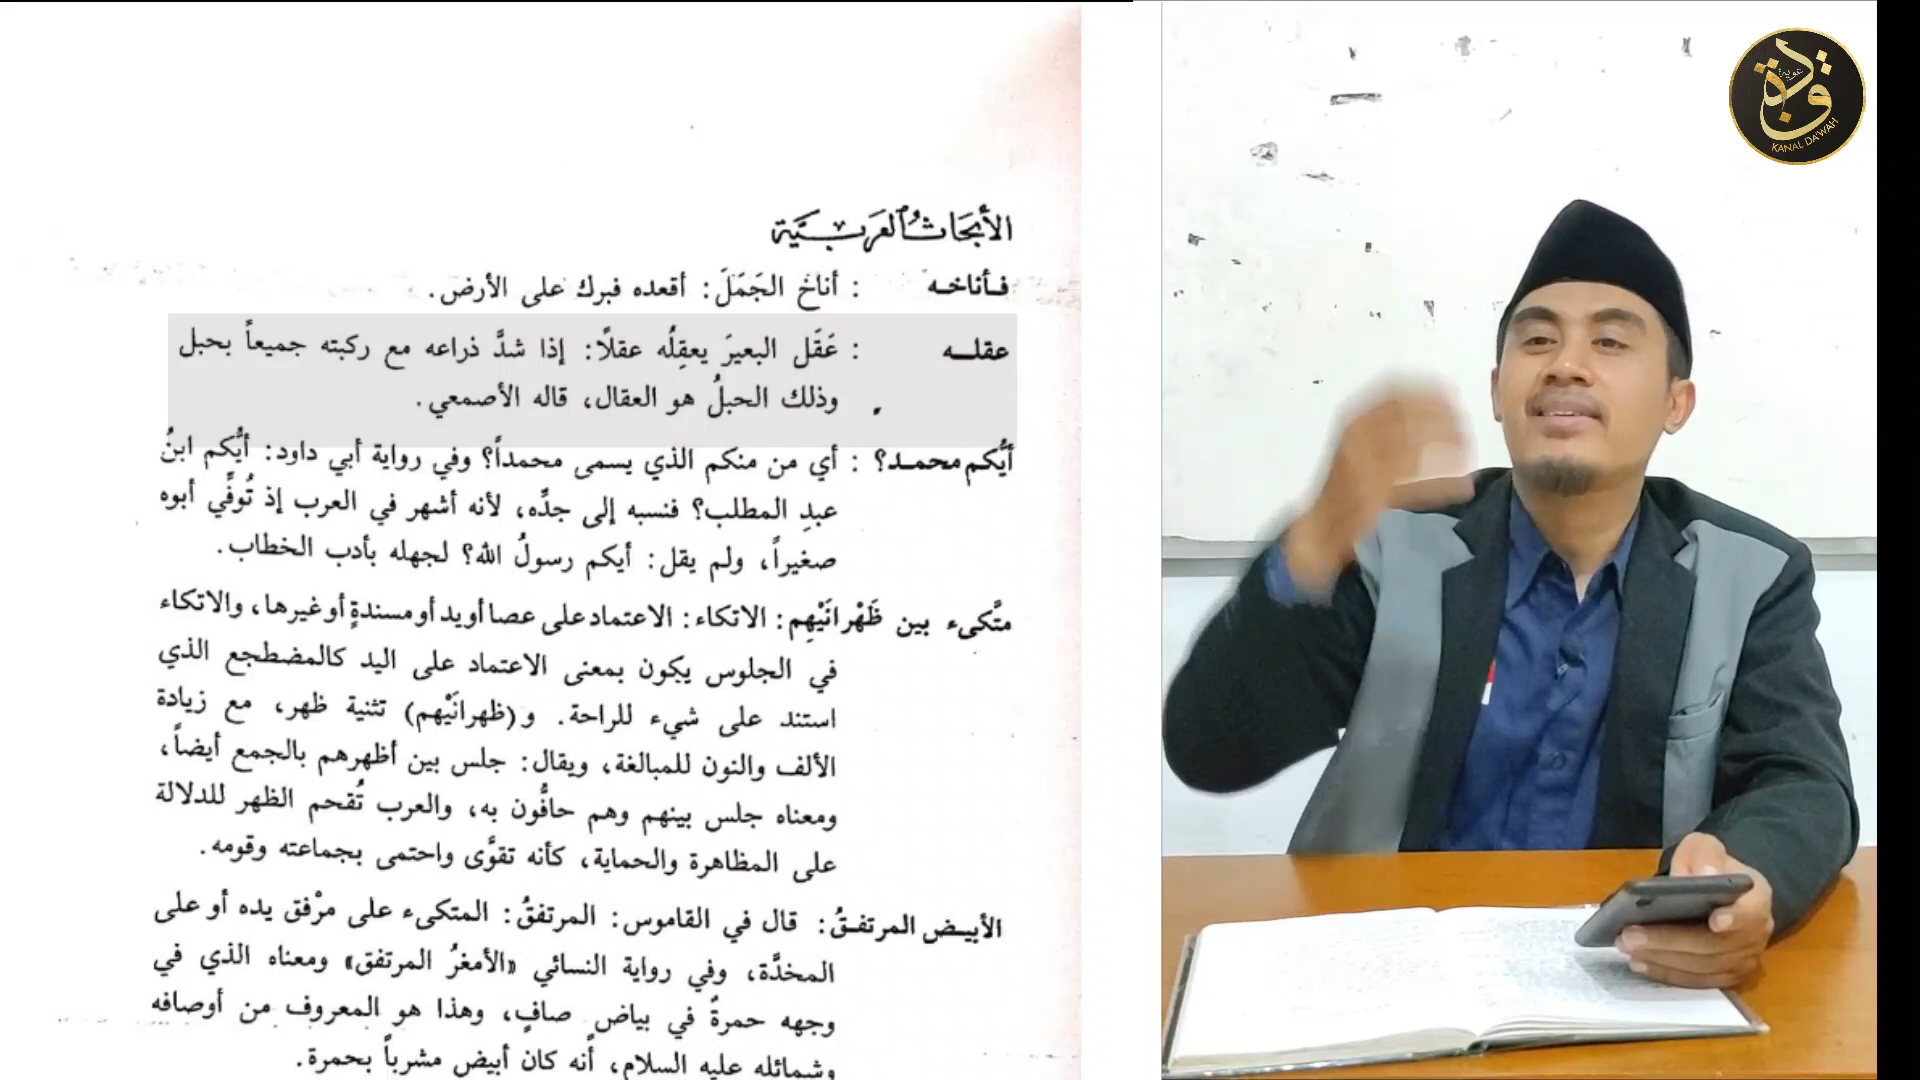 الأبحاث العربيَّة
فأناخه : أناخ الجَمَلَ: أقعده فبرك على الأرض.
عقله : عَقَل البعيرَ يعقِلُه عقلًا: إذا شدَّ ذراعه مع ركبته جميعاً بحبل
وذلك الحبلُ هو العقال، قاله الأصمعي.
أيُّكم محمد؟ : أي من منكم الذي يسمى محمداً؟ وفي رواية أبي داود: أيُّكم ابنُ
عبدِ المطلب؟ فنسبه إلى جدِّه، لأنه أشهر في العرب إذ تُوفِّي أبوه
صغيراً، ولم يقل: أيكم رسولُ الله؟ لجهله بأدب الخطاب.
متَّكىء بين ظَهْرانَيْهِم: الاتكاء: الاعتماد على عصا أو يد أو مسندةٍ أو غيرها، والاتكاء
في الجلوس يكون بمعنى الاعتماد على اليد كالمضطجع الذي
استند على شيء للراحة. و(ظهرانَيْهم) تثنية ظهر، مع زيادة
الألف والنون للمبالغة، ويقال: جلس بين أظهرهم بالجمع أيضاً،
ومعناه جلس بينهم وهم حافُّون به، والعرب تُقحم الظهر للدلالة
على المظاهرة والحماية، كأنه تقوَّى واحتمى بجماعته وقومه.
الأبيض المرتفقُ: قال في القاموس: المرتفقُ: المتكىء على مرْفق يده أو على
المخدَّة، وفي رواية النسائي «الأمغرُ المرتفق» ومعناه الذي في
وجهه حمرةٌ في بياض صافٍ، وهذا هو المعروف من أوصافه
وشمائله عليه السلام، أنه كان أبيض مشرباً بحمرة.
KANAL DA'WAH